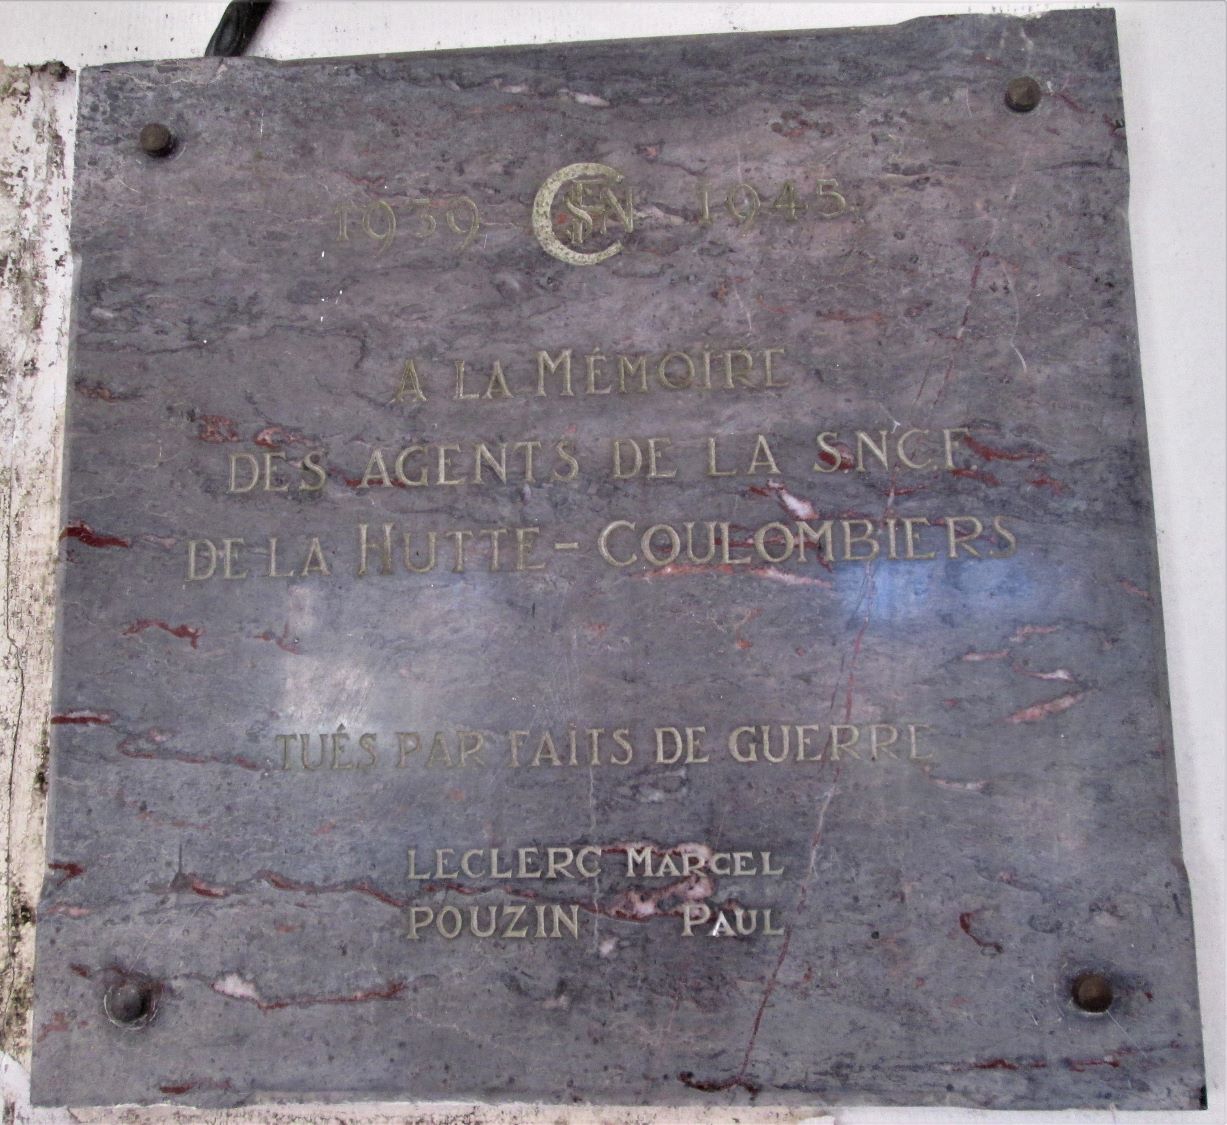 1939 SNCF 1945
A LA MÉMOIRE
DES AGENTS DE LA S.N.C.F.
DE LA HUTTE-COULOMBIERS
TUÉS PAR FAITS DE GUERRE
LECLERC MARCEL
POUZIN PAUL